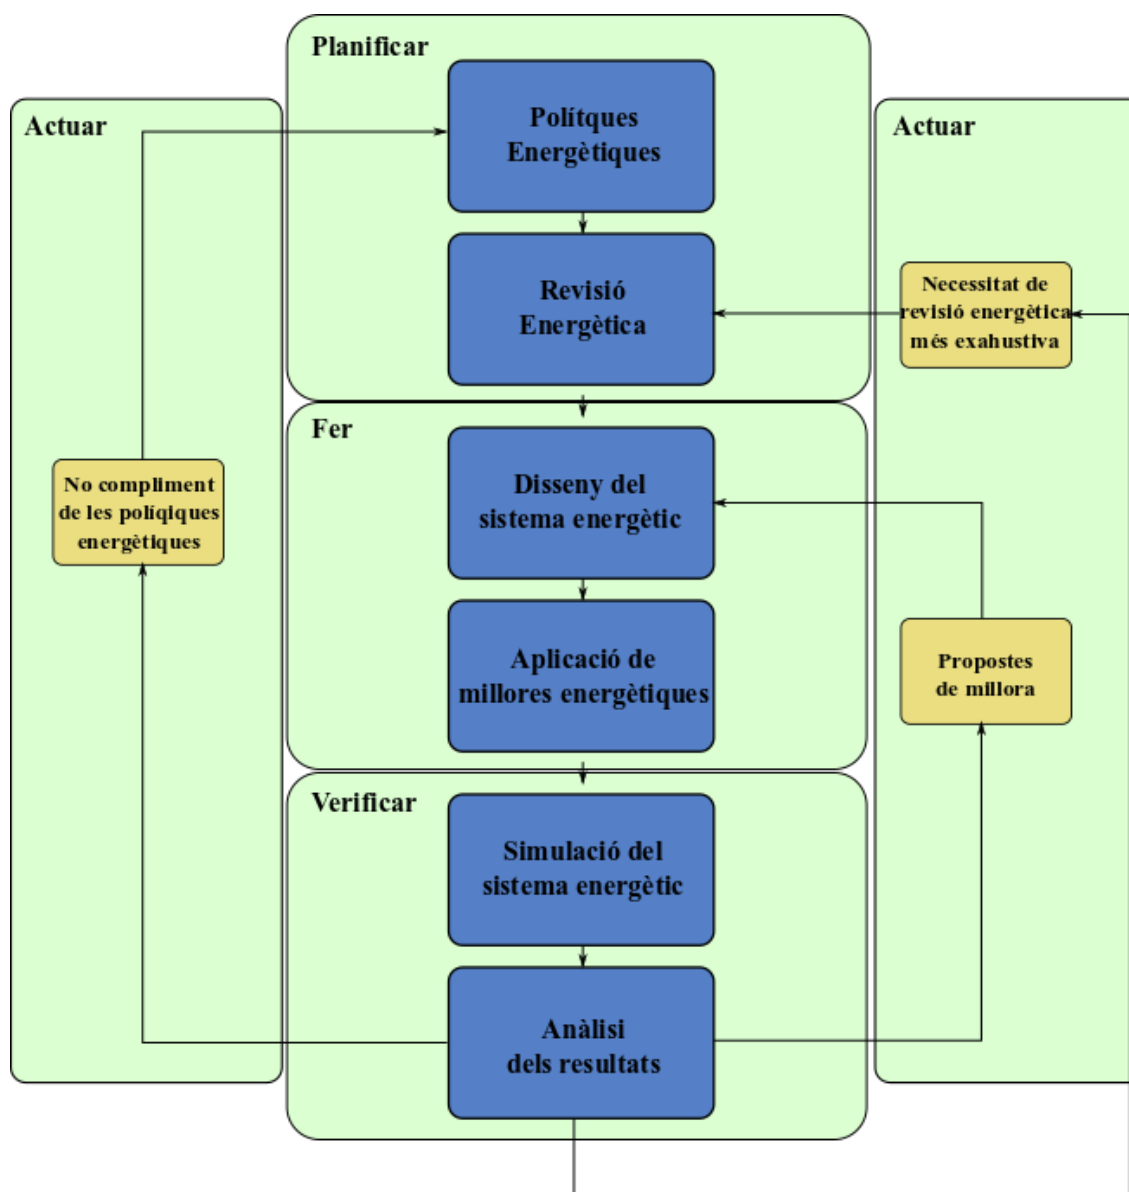 Planificar
Polítques
Energètiques
Revisió
Energètica
Actuar
No compliment
de les políqiques
energètiques
Actuar
Necessitat de
revisió energètica
més exahustiva
Propostes
de millora
Fer
Disseny del
sistema energètic
Aplicació de
millores energètiques
Verificar
Simulació del
sistema energètic
Anàlisi
dels resultats